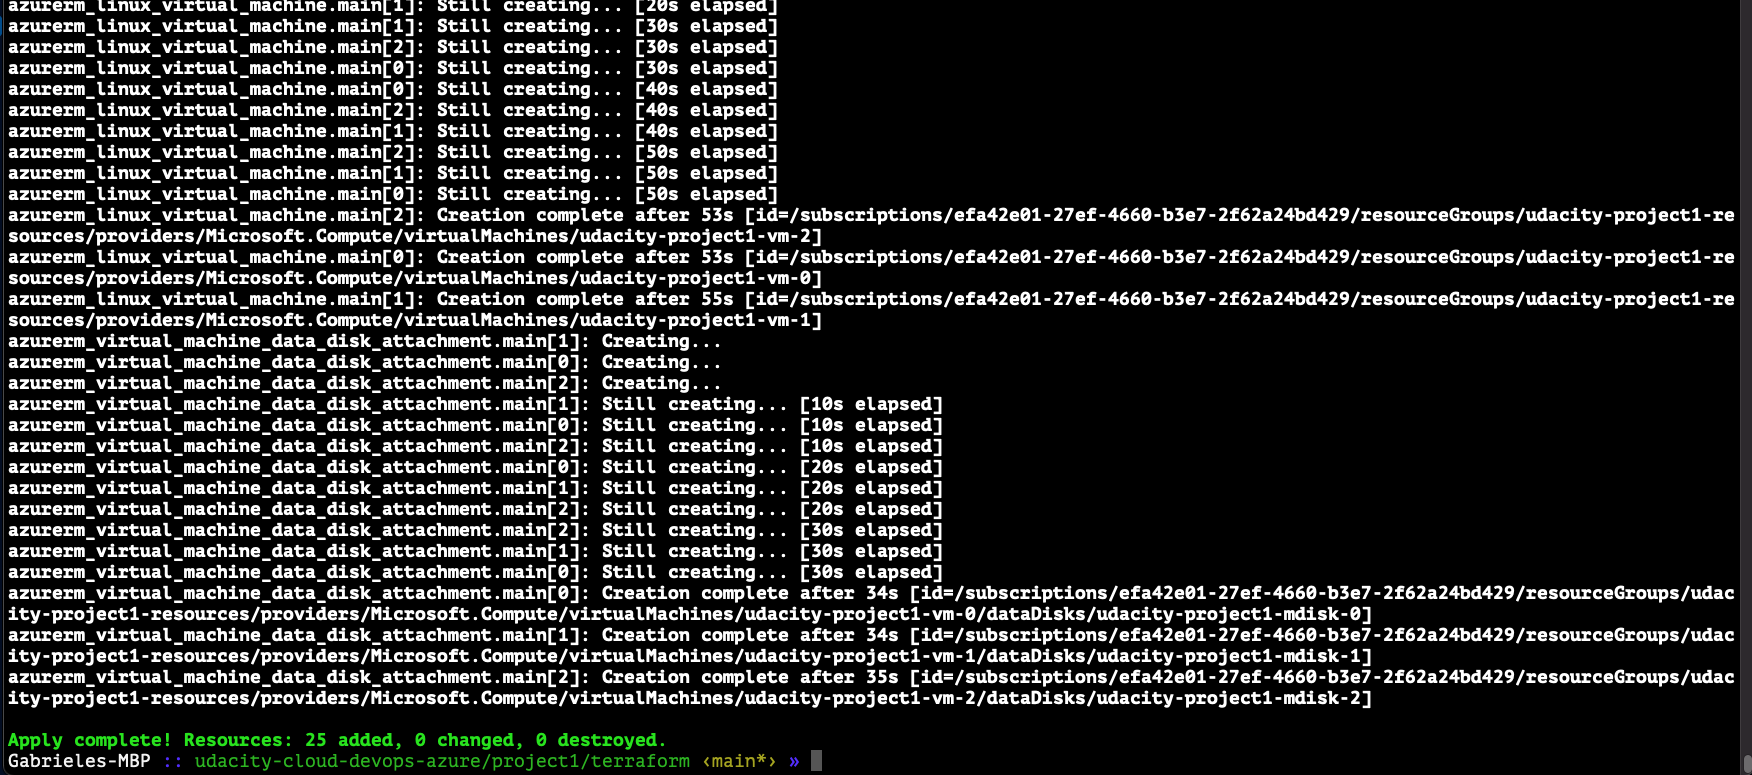 azurerm_linux_virtual_machine.main[1]: Still creating... [20s elapsed]
azurerm_linux_virtual_machine.main[1]: Still creating... [30s elapsed]
azurerm_linux_virtual_machine.main[2]: Still creating... [30s elapsed]
azurerm_linux_virtual_machine.main[0]: Still creating... [30s elapsed]
azurerm_linux_virtual_machine.main[0]: Still creating... [40s elapsed]
azurerm_linux_virtual_machine.main[2]: Still creating... [40s elapsed]
azurerm_linux_virtual_machine.main[1]: Still creating... [40s elapsed]
azurerm_linux_virtual_machine.main[2]: Still creating... [50s elapsed]
azurerm_linux_virtual_machine.main[1]: Still creating... [50s elapsed]
azurerm_linux_virtual_machine.main[0]: Still creating... [50s elapsed]
azurerm_linux_virtual_machine.main[2]: Creation complete after 53s [id=/subscriptions/efa42e01-27ef-4660-b3e7-2f62a24bd429/resourceGroups/udacity-project1-re
sources/providers/Microsoft.Compute/virtualMachines/udacity-project1-vm-2]
azurerm_linux_virtual_machine.main[0]: Creation complete after 53s [id=/subscriptions/efa42e01-27ef-4660-b3e7-2f62a24bd429/resourceGroups/udacity-project1-re
sources/providers/Microsoft.Compute/virtualMachines/udacity-project1-vm-0]
azurerm_linux_virtual_machine.main[1]: Creation complete after 55s [id=/subscriptions/efa42e01-27ef-4660-b3e7-2f62a24bd429/resourceGroups/udacity-project1-re
sources/providers/Microsoft.Compute/virtualMachines/udacity-project1-vm-1]
azurerm_virtual_machine_data_disk_attachment.main[1]: Creating...
azurerm_virtual_machine_data_disk_attachment.main[0]: Creating...
azurerm_virtual_machine_data_disk_attachment.main[2]: Creating...
azurerm_virtual_machine_data_disk_attachment.main[1]: Still creating... [10s elapsed]
azurerm_virtual_machine_data_disk_attachment.main[0]: Still creating... [10s elapsed]
azurerm_virtual_machine_data_disk_attachment.main[2]: Still creating... [10s elapsed]
azurerm_virtual_machine_data_disk_attachment.main[0]: Still creating... [20s elapsed]
azurerm_virtual_machine_data_disk_attachment.main[1]: Still creating... [20s elapsed]
azurerm_virtual_machine_data_disk_attachment.main[2]: Still creating... [20s elapsed]
azurerm_virtual_machine_data_disk_attachment.main[2]: Still creating... [30s elapsed]
azurerm_virtual_machine_data_disk_attachment.main[1]: Still creating... [30s elapsed]
azurerm_virtual_machine_data_disk_attachment.main[0]: Still creating... [30s elapsed]
azurerm_virtual_machine_data_disk_attachment.main[0]: Creation complete after 34s [id=/subscriptions/efa42e01-27ef-4660-b3e7-2f62a24bd429/resourceGroups/udac
ity-project1-resources/providers/Microsoft.Compute/virtualMachines/udacity-project1-vm-0/dataDisks/udacity-project1-mdisk-0]
azurerm_virtual_machine_data_disk_attachment.main[1]: Creation complete after 34s [id=/subscriptions/efa42e01-27ef-4660-b3e7-2f62a24bd429/resourceGroups/udac
ity-project1-resources/providers/Microsoft.Compute/virtualMachines/udacity-project1-vm-1/dataDisks/udacity-project1-mdisk-1]
azurerm_virtual_machine_data_disk_attachment.main[2]: Creation complete after 35s [id=/subscriptions/efa42e01-27ef-4660-b3e7-2f62a24bd429/resourceGroups/udac
ity-project1-resources/providers/Microsoft.Compute/virtualMachines/udacity-project1-vm-2/dataDisks/udacity-project1-mdisk-2]
Apply complete! Resources: 25 added, 0 changed, 0 destroyed.
Gabrieles-MBP :: udacity-cloud-devops-azure/project1/terraform ‹main*› »